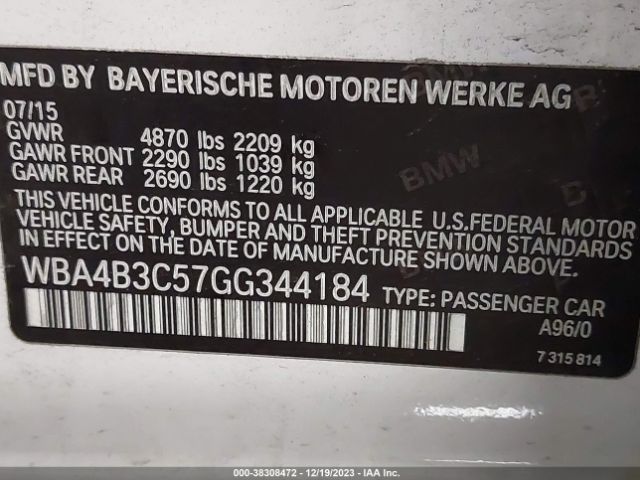 MFD BY BAYERISCHE MOTOREN WERKE AG
07/15
GVWR 4870 lbs 2209 kg
GAWR FRONT 2290 lbs 1039 kg
GAWR REAR 2690 lbs 1220 kg
THIS VEHICLE CONFORMS TO ALL APPLICABLE U.S.FEDERAL MOTOR
VEHICLE SAFETY, BUMPER AND THEFT PREVENTION STANDARDS
IN EFFECT ON THE DATE OF MANUFACTURE SHOWN ABOVE.
WBA4B3C57GG344184 TYPE: PASSENGER CAR
A96/0
7 315 814
BMW
000-38308472 - 12/19/2023 - IAA Inc.